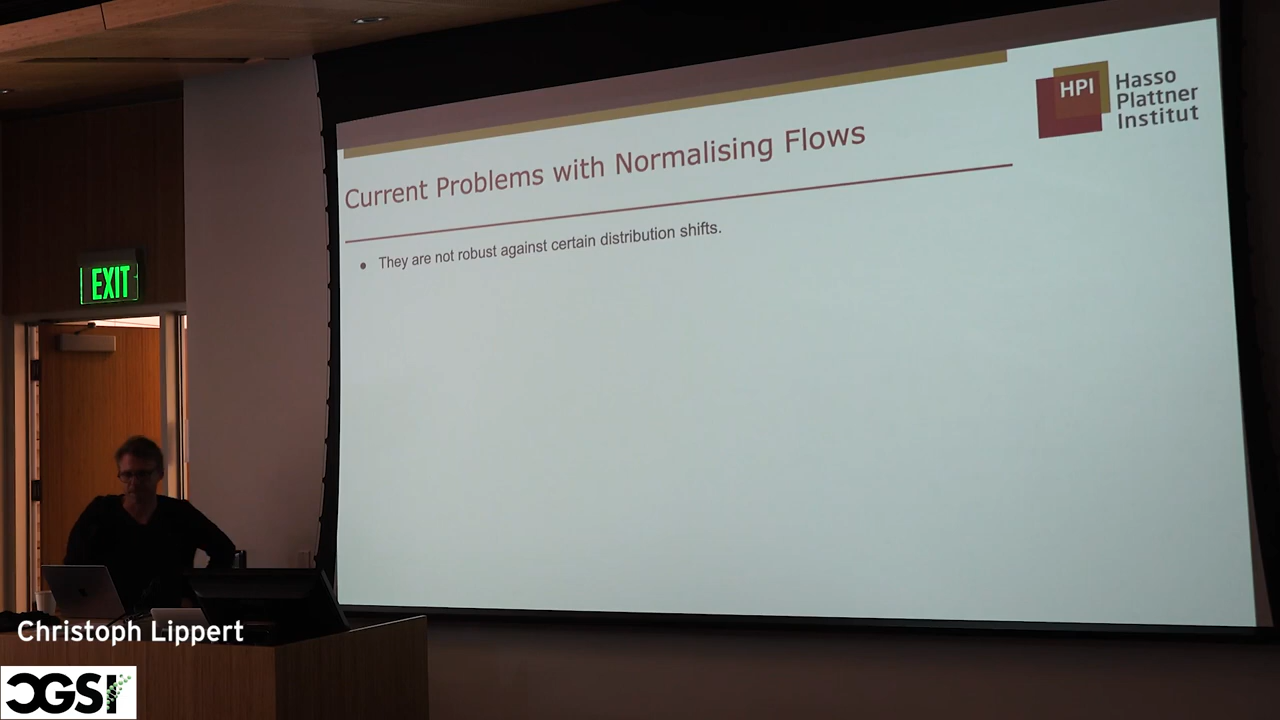 HPI Hasso
Plattner
Institut
Current Problems with Normalising Flows
● They are not robust against certain distribution shifts.
EXIT
Christoph Lippert
CGSI